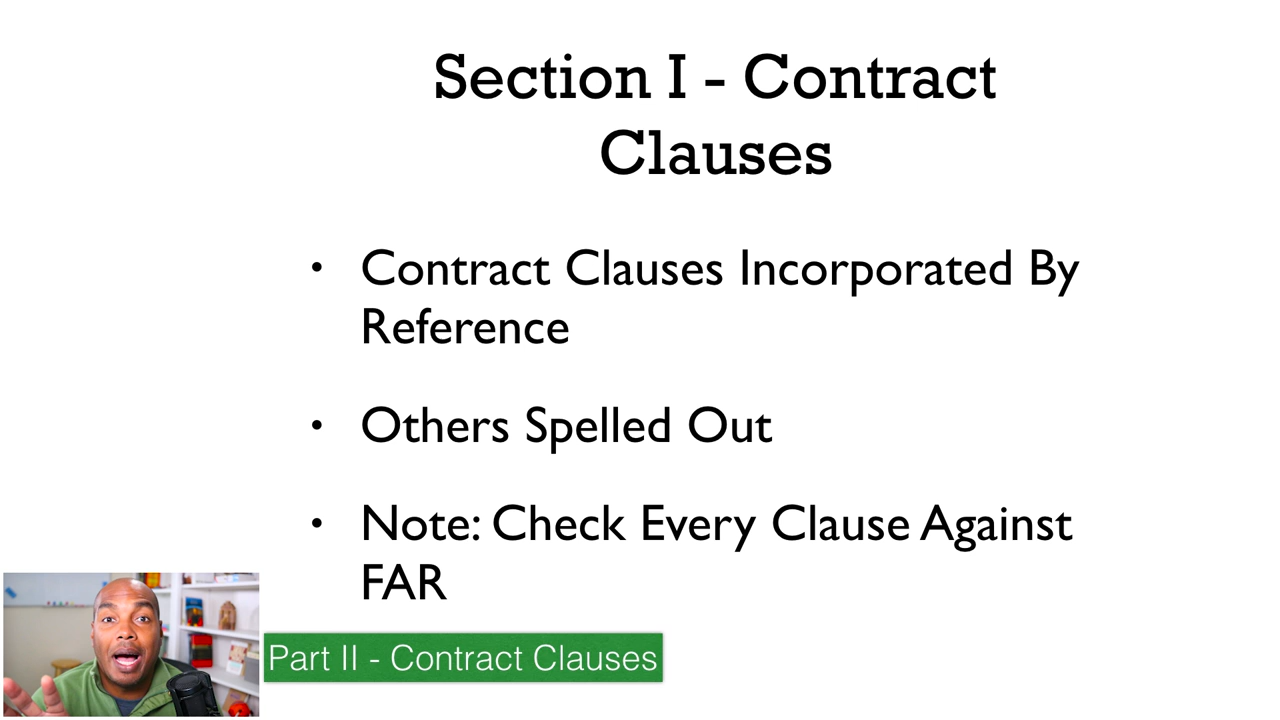 Section I - Contract
Clauses
• Contract Clauses Incorporated By
Reference
• Others Spelled Out
• Note: Check Every Clause Against
FAR
Part II - Contract Clauses